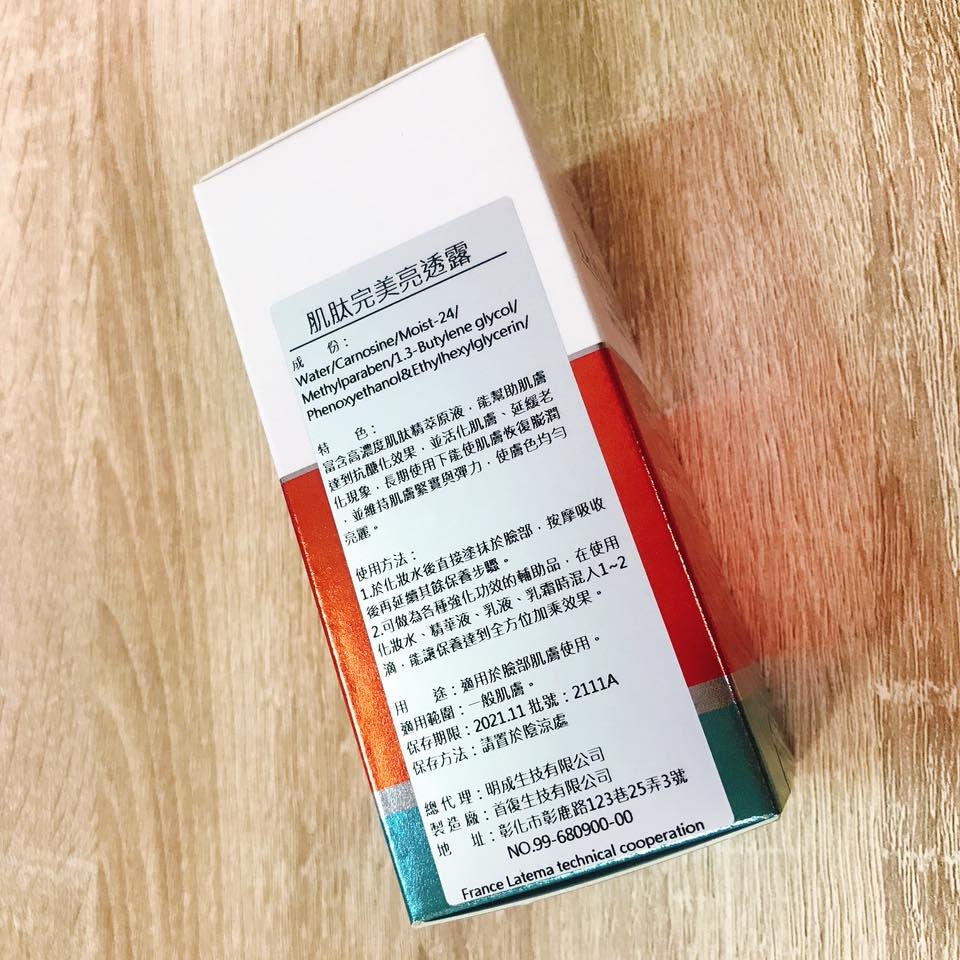 肌肽完美亮透露
成 份：
Water/Carnosine/Moist-24/
Methylparaben/1.3-Butylene glycol/
Phenoxyethanol&Ethylhexylglycerin/
特 色：
富含高濃度肌肽精萃原液，能幫助肌膚
達到抗醣化效果，並活化肌膚、延緩老
化現象，長期使用下能使肌膚恢復膨潤
，並維持肌膚緊實與彈力，使膚色均勻
亮麗。
使用方法：
1.於化妝水後直接塗抹於臉部，按摩吸收
後再延續其餘保養步驟。
2.可做為各種強化功效的輔助品，在使用
化妝水、精華液、乳液、乳霜時混入1~2
滴，能讓保養達到全方位加乘效果。
用 途：適用於臉部肌膚使用。
適用範圍：一般肌膚。
保存期限：2021.11 批號：2111A
保存方法：請置於陰涼處
總代理：明成生技有限公司
製造廠：首復生技有限公司
地 址：彰化市彰鹿路123巷25弄3號
NO.99-680900-00
France Latema technical cooperation